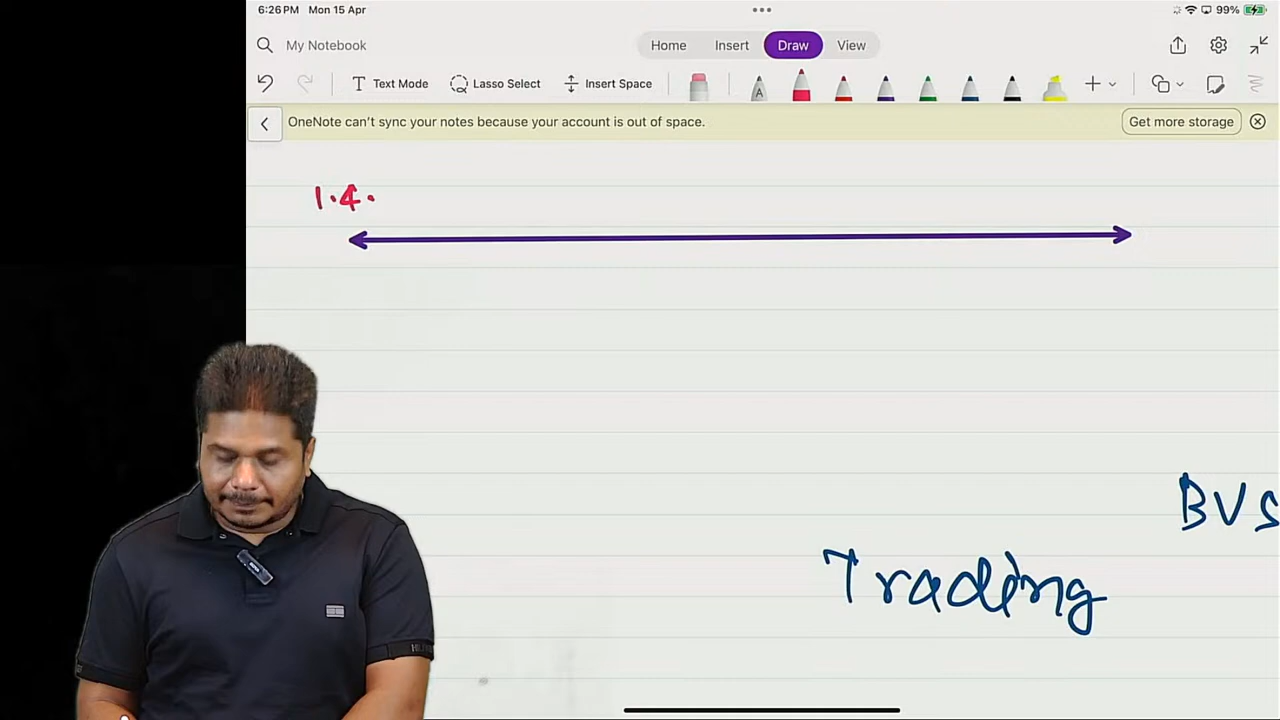 6:26 PM Mon 15 Apr
99%
My Notebook
Home Insert Draw View
Text Mode Lasso Select Insert Space
A
OneNote can't sync your notes because your account is out of space.
Get more storage
1.4.
BVS
Trading